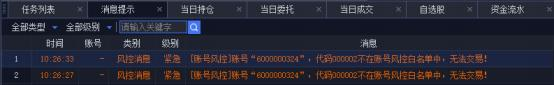 任务列表 消息提示 当日持仓 当日委托 当日成交 自选股 资金流水
全部类型 全部级别 请输入关键字
时间 账号 类别 级别 消息
1 10:26:33 - 风控消息 紧急 [账号风控]账号“6000000324”，代码000002不在账号风控白名单中，无法交易！
2 10:26:27 - 风控消息 紧急 [账号风控]账号“6000000324”，代码000002不在账号风控白名单中，无法交易！